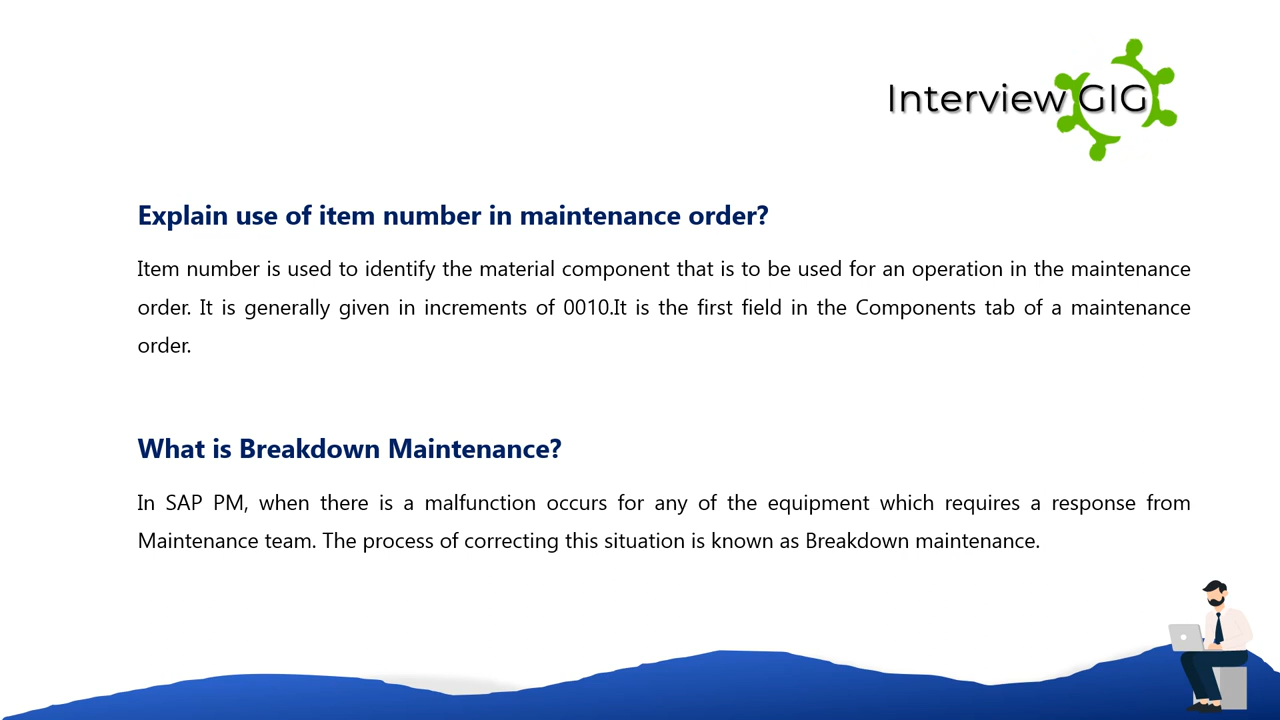 Interview GIG
Explain use of item number in maintenance order?
Item number is used to identify the material component that is to be used for an operation in the maintenance
order. It is generally given in increments of 0010.It is the first field in the Components tab of a maintenance
order.
What is Breakdown Maintenance?
In SAP PM, when there is a malfunction occurs for any of the equipment which requires a response from
Maintenance team. The process of correcting this situation is known as Breakdown maintenance.